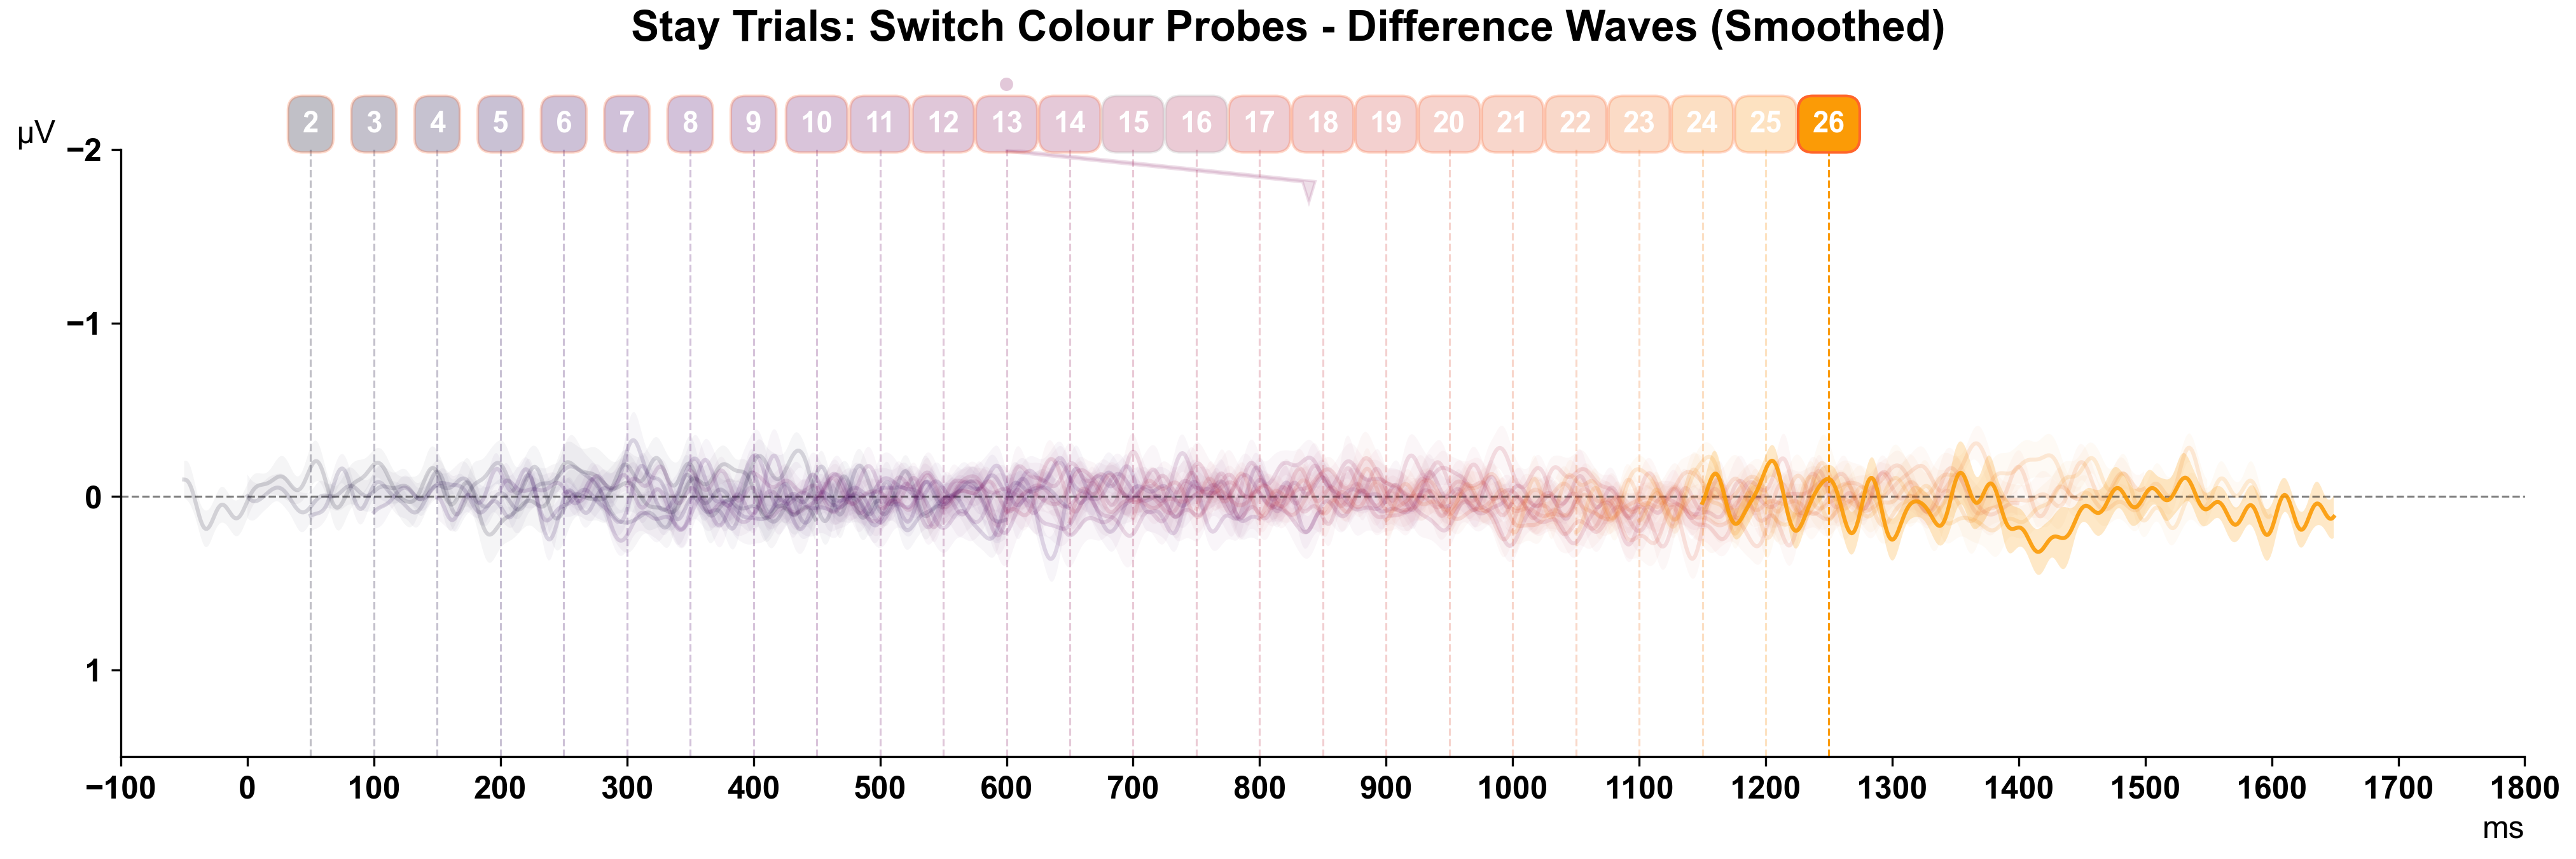 Stay Trials: Switch Colour Probes - Difference Waves (Smoothed)
2 3 4 5 6 7 8 9 10 11 12 13 14 15 16 17 18 19 20 21 22 23 24 25 26
µV
−2
−1
0
1
−100 0 100 200 300 400 500 600 700 800 900 1000 1100 1200 1300 1400 1500 1600 1700 1800
ms